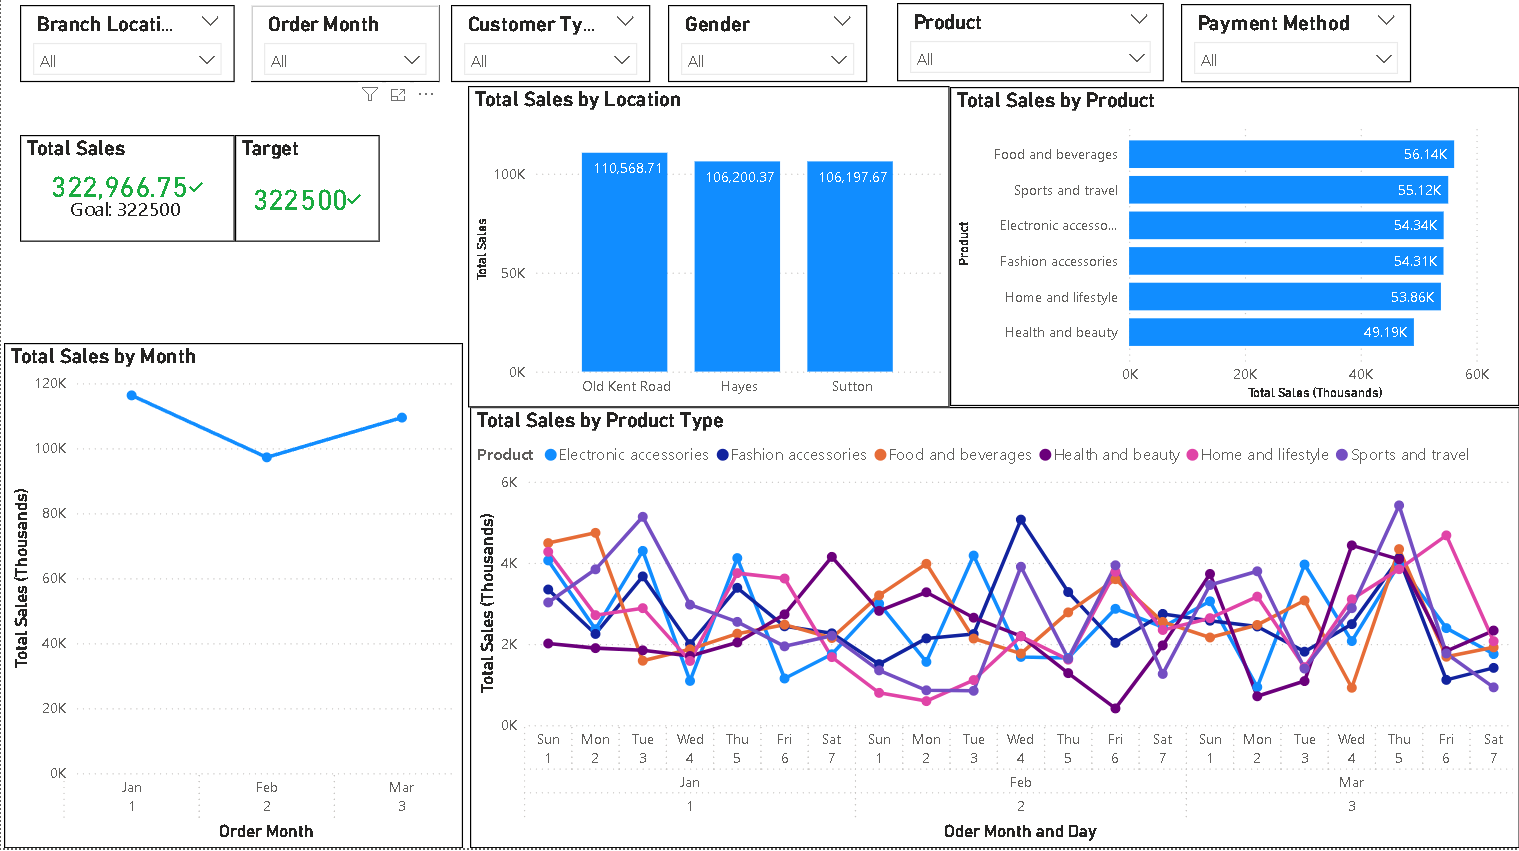 Branch Locati...
All
Order Month
All
Customer Ty...
All
Gender
All
Product
All
Payment Method
All
Total Sales
322,966.75
Goal: 322500
Target
322500
Total Sales by Location
Total Sales
100K
50K
0K
110,568.71
106,200.37
106,197.67
Old Kent Road
Hayes
Sutton
Total Sales by Product
Product
Food and beverages
56.14K
Sports and travel
55.12K
Electronic accesso...
54.34K
Fashion accessories
54.31K
Home and lifestyle
53.86K
Health and beauty
49.19K
0K 20K 40K 60K
Total Sales (Thousands)
Total Sales by Month
Total Sales (Thousands)
120K
100K
80K
60K
40K
20K
0K
Jan Feb Mar
1 2 3
Order Month
Total Sales by Product Type
Product Electronic accessories Fashion accessories Food and beverages Health and beauty Home and lifestyle Sports and travel
Total Sales (Thousands)
6K
4K
2K
0K
Sun Mon Tue Wed Thu Fri Sat Sun Mon Tue Wed Thu Fri Sat Sun Mon Tue Wed Thu Fri Sat
1 2 3 4 5 6 7 1 2 3 4 5 6 7 1 2 3 4 5 6 7
Jan Feb Mar
1 2 3
Oder Month and Day